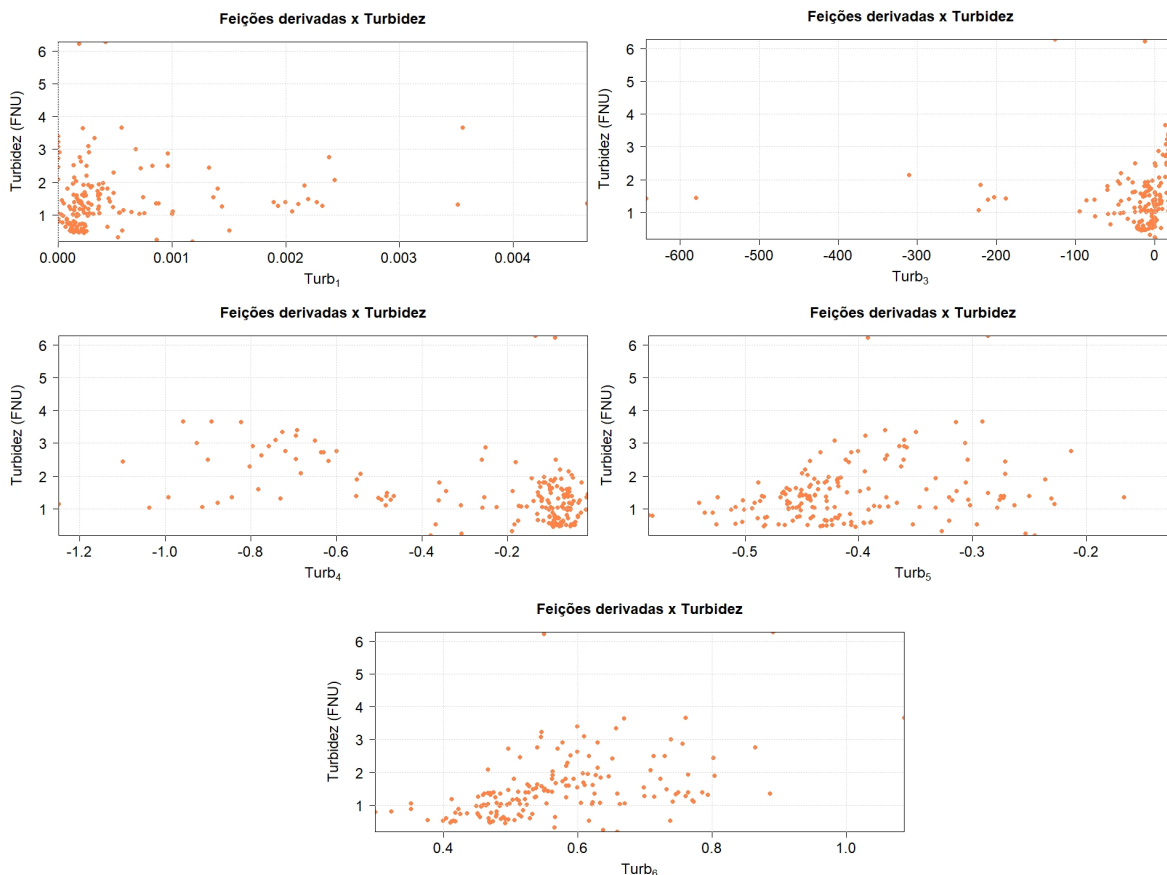 Feições derivadas x Turbidez
Turbidez (FNU)
6
5
4
3
2
1
0.000 0.001 0.002 0.003 0.004
Turb1
Feições derivadas x Turbidez
Turbidez (FNU)
6
5
4
3
2
1
-600 -500 -400 -300 -200 -100 0
Turb3
Feições derivadas x Turbidez
Turbidez (FNU)
6
5
4
3
2
1
-1.2 -1.0 -0.8 -0.6 -0.4 -0.2
Turb4
Feições derivadas x Turbidez
Turbidez (FNU)
6
5
4
3
2
1
-0.5 -0.4 -0.3 -0.2
Turb5
Feições derivadas x Turbidez
Turbidez (FNU)
6
5
4
3
2
1
0.4 0.6 0.8 1.0
Turb6